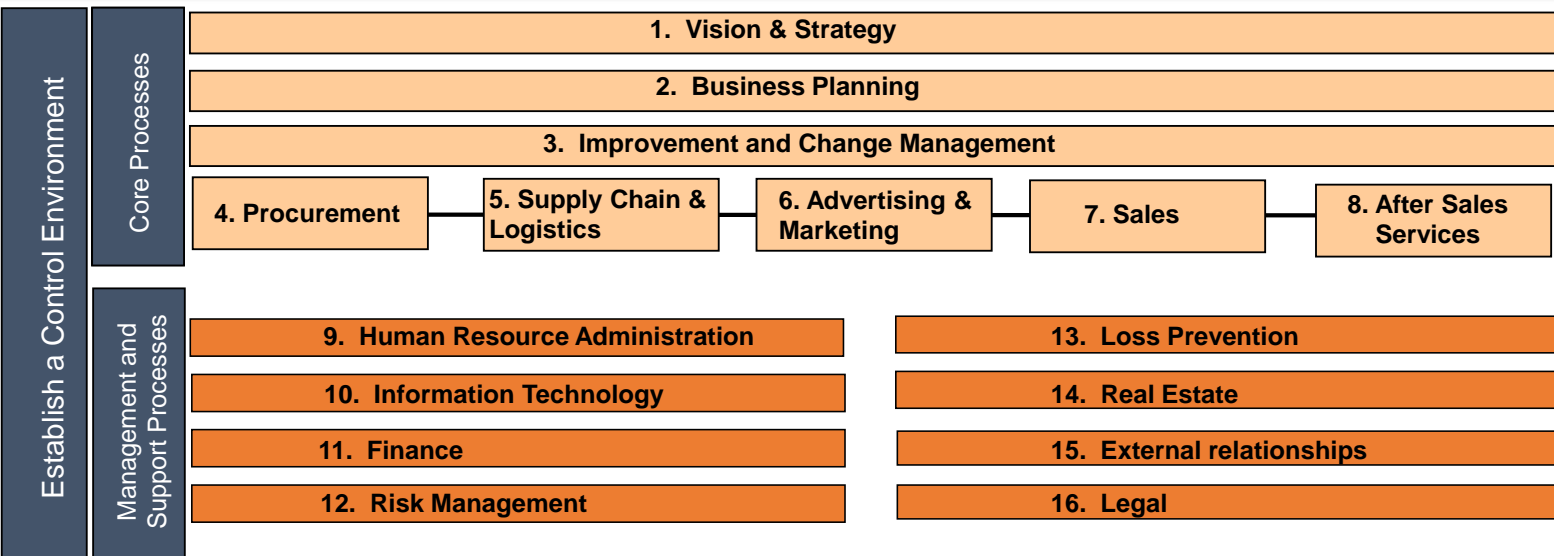 Establish a Control Environment
Core Processes
1. Vision & Strategy
2. Business Planning
3. Improvement and Change Management
4. Procurement
5. Supply Chain &
Logistics
6. Advertising &
Marketing
7. Sales
8. After Sales
Services
Management and
Support Processes
9. Human Resource Administration
10. Information Technology
11. Finance
12. Risk Management
13. Loss Prevention
14. Real Estate
15. External relationships
16. Legal